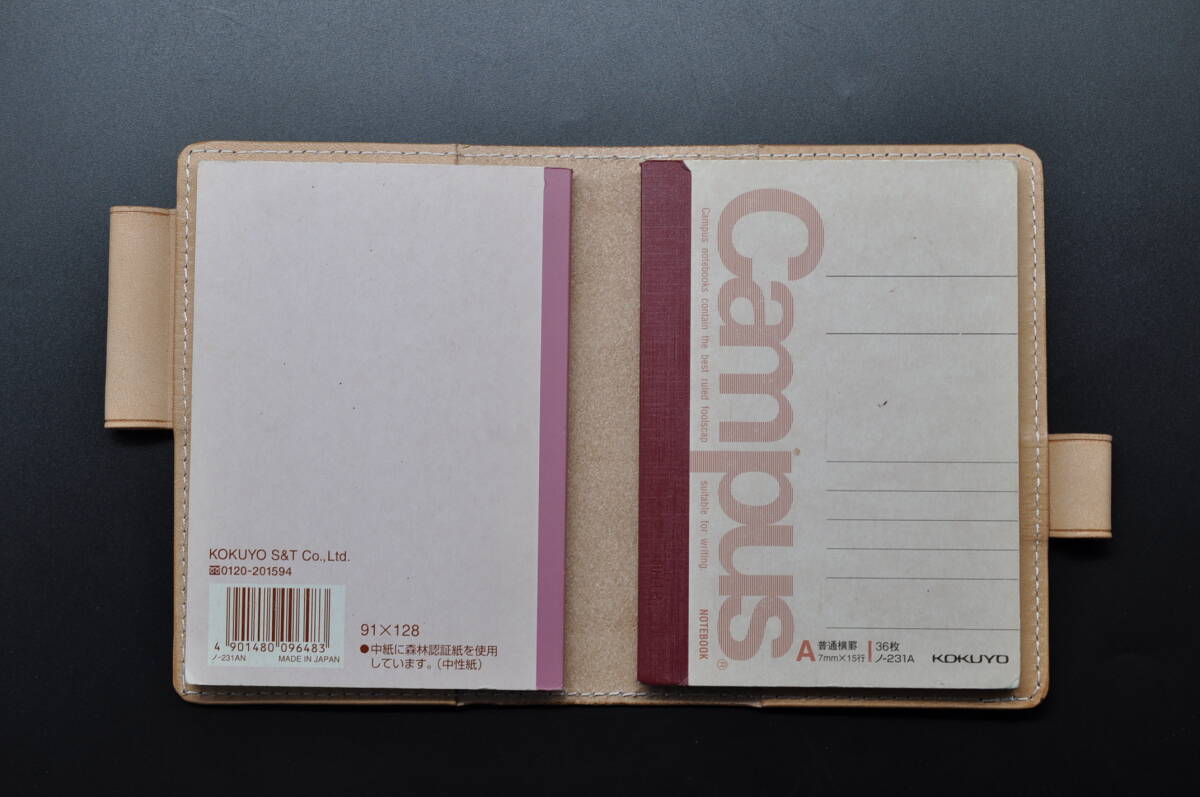 KOKUYO S&T Co.,Ltd.
0120-201594
4 901480 096483
ノ-231AN MADE IN JAPAN
91×128
●中紙に森林認証紙を使用
しています。(中性紙)
Campus®
Campus notebooks contain the best ruled foolscap suitable for writing. NOTEBOOK
A 普通横罫 36枚
7mm×15行 ノ-231A KOKUYO